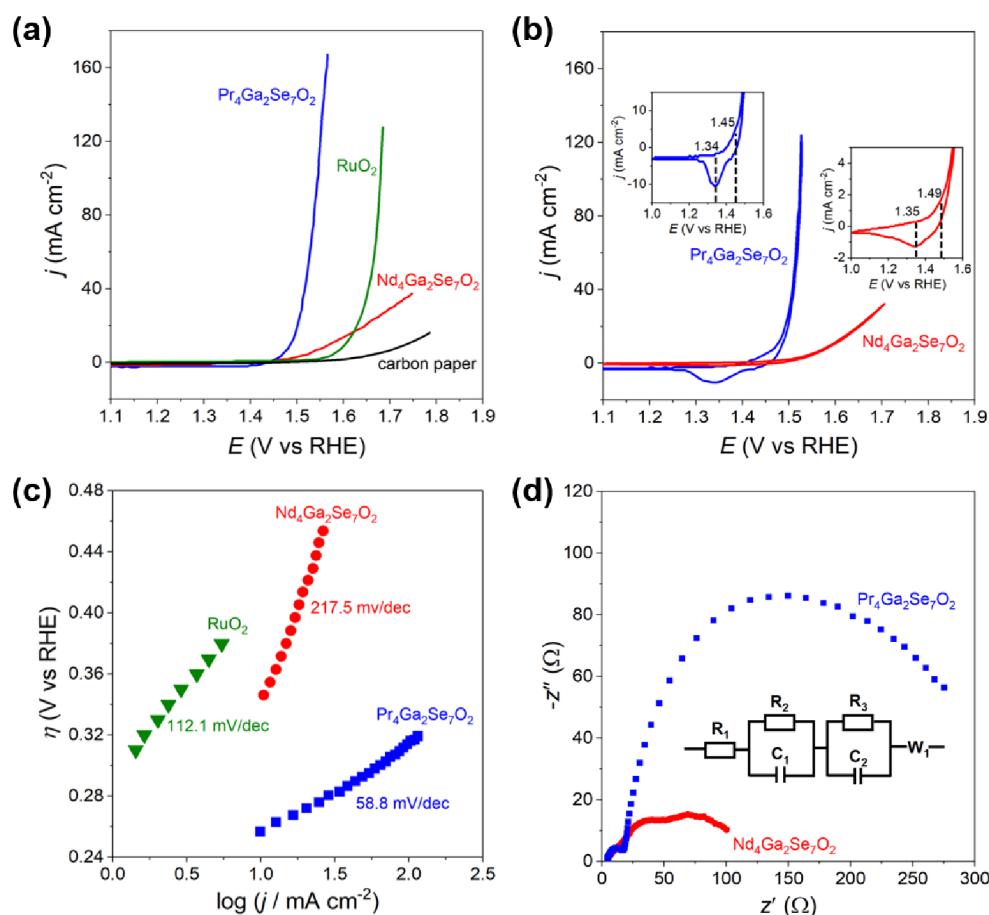 (a)
160
120
80
40
0
j (mA cm⁻²)
Pr₄Ga₂Se₇O₂
RuO₂
Nd₄Ga₂Se₇O₂
carbon paper
1.1 1.2 1.3 1.4 1.5 1.6 1.7 1.8 1.9
E (V vs RHE)
(b)
160
120
80
40
0
j (mA cm⁻²)
10
0
-10
j (mA cm⁻²)
1.34
1.45
1.0 1.2 1.4 1.6
E (V vs RHE)
4
2
0
-2
j (mA cm⁻²)
1.35
1.49
1.0 1.2 1.4 1.6
E (V vs RHE)
Pr₄Ga₂Se₇O₂
Nd₄Ga₂Se₇O₂
1.1 1.2 1.3 1.4 1.5 1.6 1.7 1.8 1.9
E (V vs RHE)
(c)
0.48
0.44
0.40
0.36
0.32
0.28
0.24
η (V vs RHE)
Nd₄Ga₂Se₇O₂
217.5 mv/dec
RuO₂
112.1 mV/dec
Pr₄Ga₂Se₇O₂
58.8 mV/dec
0.0 0.5 1.0 1.5 2.0 2.5
log (j / mA cm⁻²)
(d)
120
100
80
60
40
20
0
-z″ (Ω)
Pr₄Ga₂Se₇O₂
R₁
R₂
C₁
R₃
C₂
W₁
Nd₄Ga₂Se₇O₂
0 50 100 150 200 250 300
z′ (Ω)